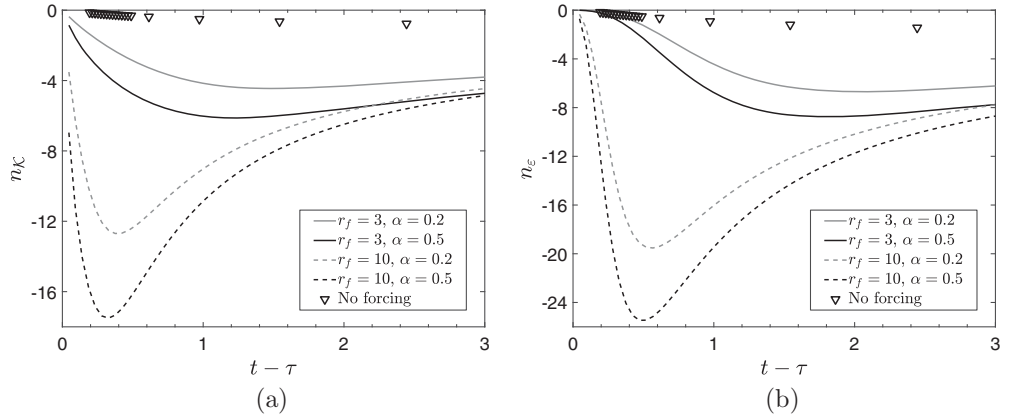 0
-4
-8
-12
-16
n_𝒦
0 1 2 3
t − τ
r_f = 3, α = 0.2
r_f = 3, α = 0.5
r_f = 10, α = 0.2
r_f = 10, α = 0.5
No forcing
(a)
0
-4
-8
-12
-16
-20
-24
n_ε
0 1 2 3
t − τ
r_f = 3, α = 0.2
r_f = 3, α = 0.5
r_f = 10, α = 0.2
r_f = 10, α = 0.5
No forcing
(b)